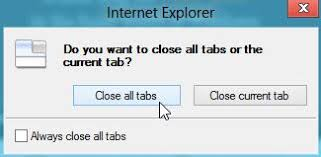 Internet Explorer
Do you want to close all tabs or the
current tab?
Close all tabs
Close current tab
Always close all tabs